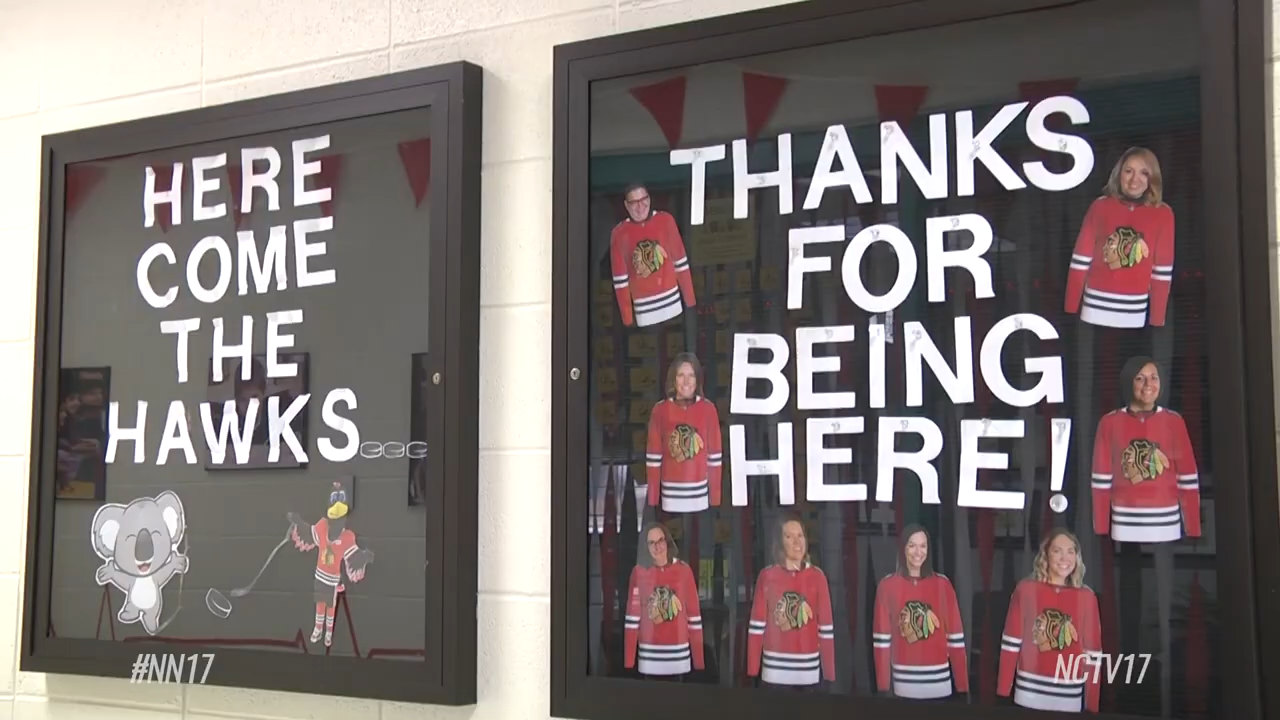 HERE
COME
THE
HAWKS...
THANKS
FOR
BEING
HERE!
#NN17
NCTV17